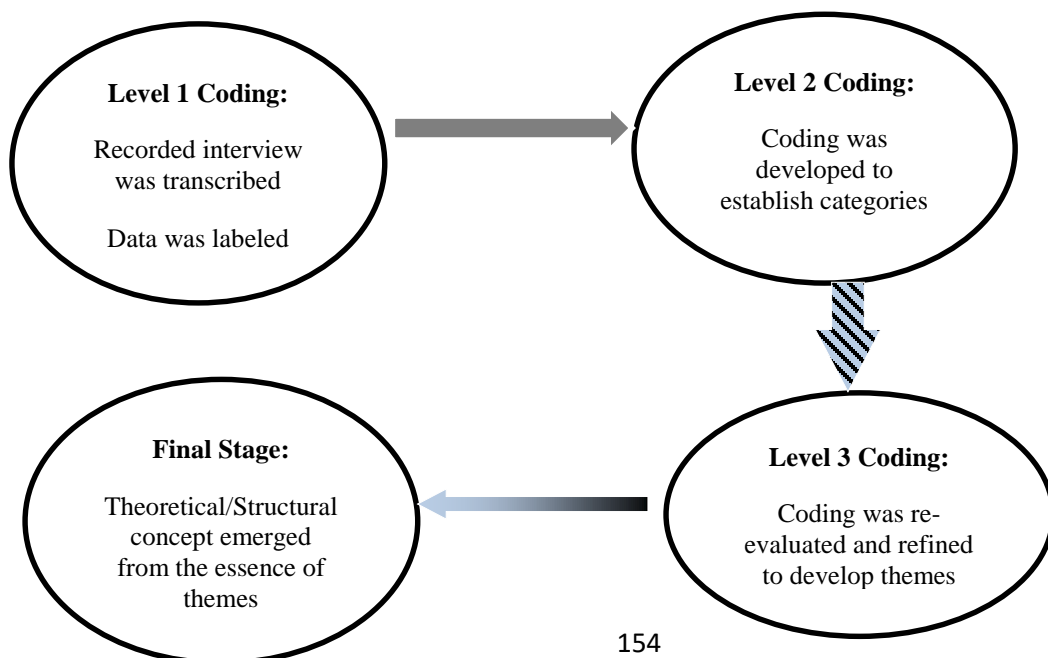 Level 1 Coding:
Recorded interview
was transcribed
Data was labeled
Level 2 Coding:
Coding was
developed to
establish categories
Level 3 Coding:
Coding was re-
evaluated and refined
to develop themes
Final Stage:
Theoretical/Structural
concept emerged
from the essence of
themes
154